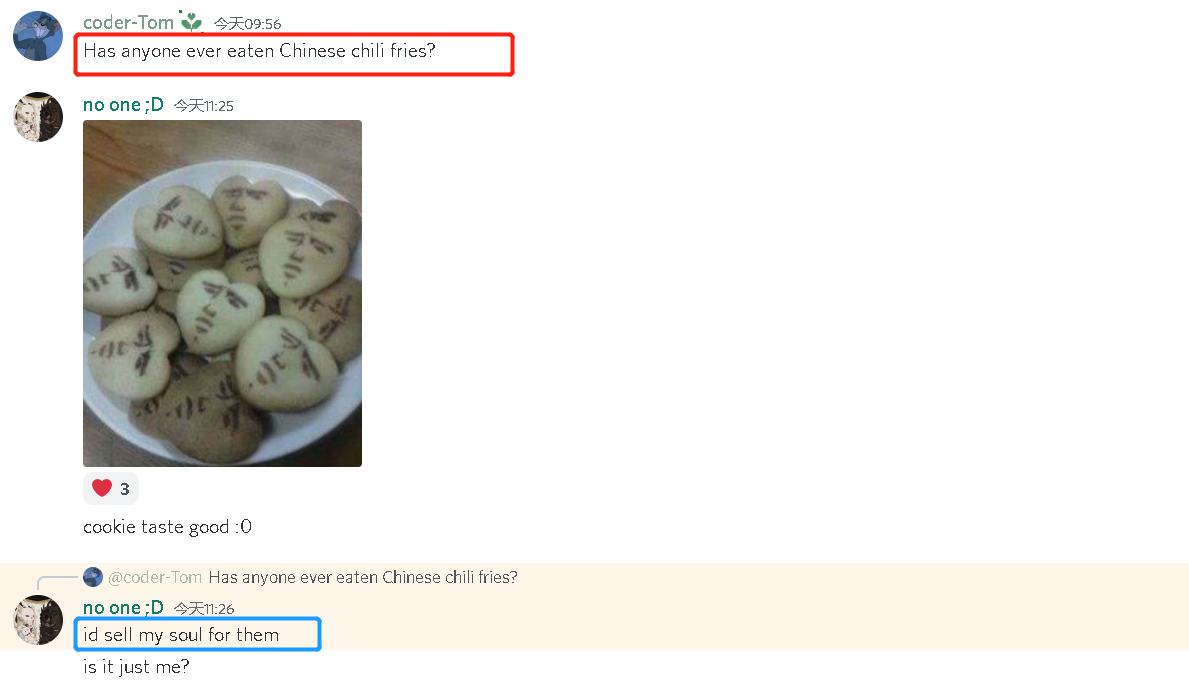 coder-Tom 今天09:56
Has anyone ever eaten Chinese chili fries?
no one ;D 今天11:25
3
cookie taste good :0
@coder-Tom Has anyone ever eaten Chinese chili fries?
no one ;D 今天11:26
id sell my soul for them
is it just me?